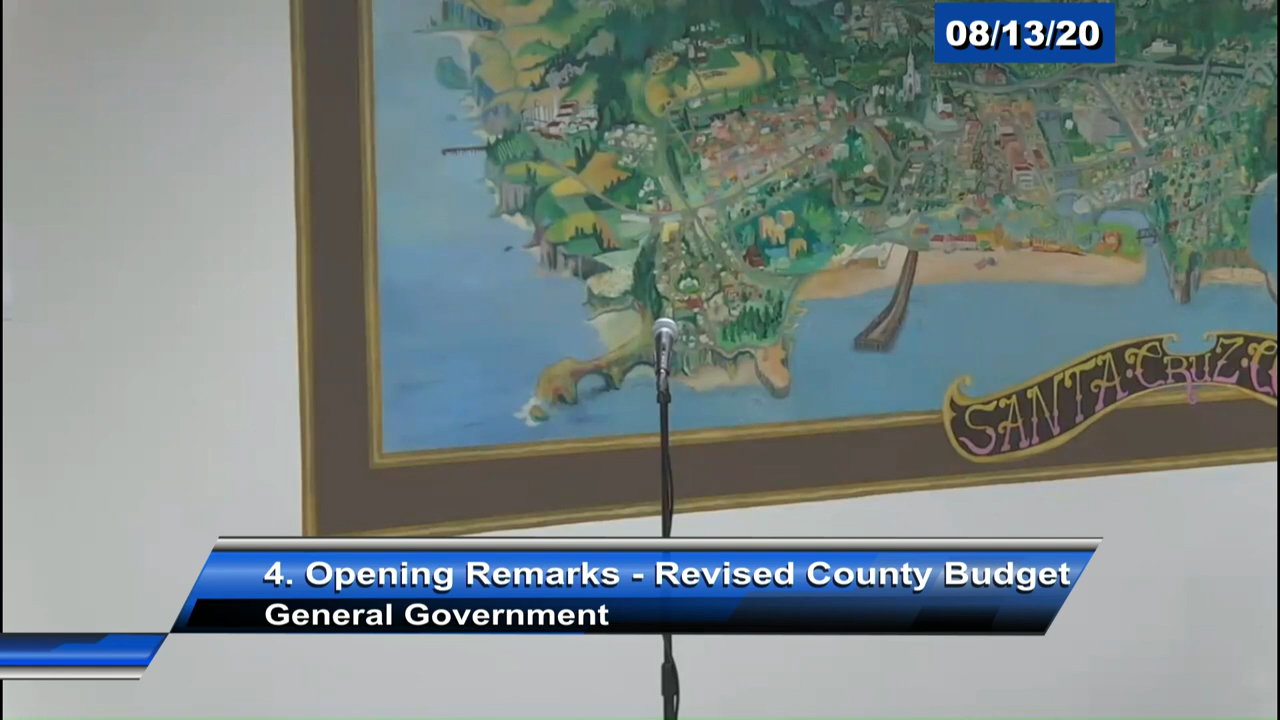 08/13/20
SANTA·CRUZ·
4. Opening Remarks - Revised County Budget
General Government